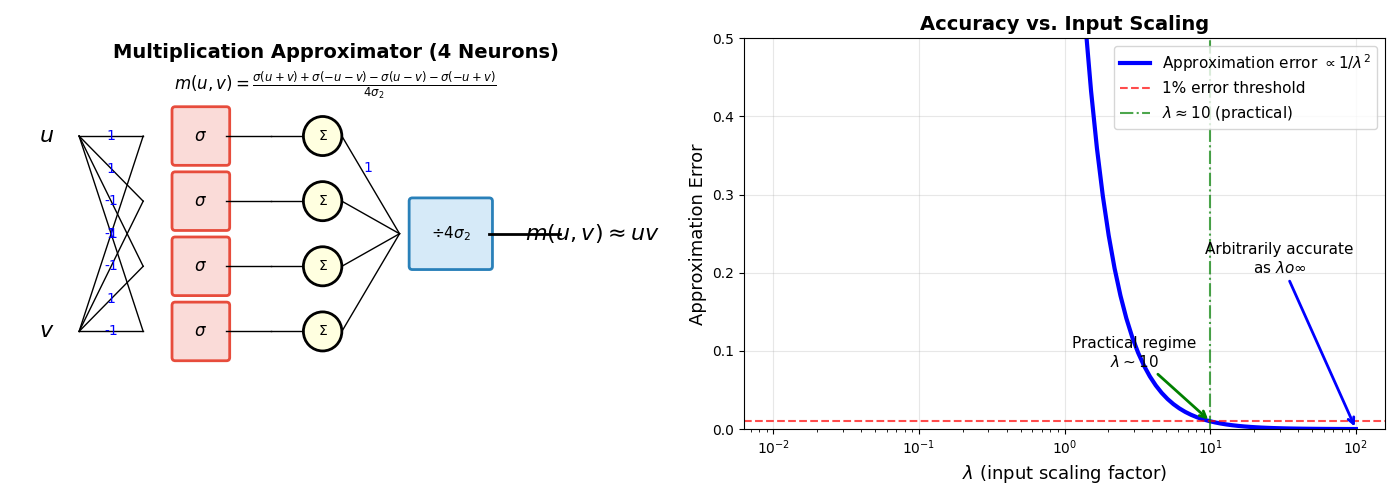 Multiplication Approximator (4 Neurons)
m(u, v) = σ(u+v)+σ(−u−v)−σ(u−v)−σ(−u+v) / 4σ₂
u
v
1
1
-1
-1
-1
1
-1
σ
σ
σ
σ
Σ
Σ
Σ
Σ
1
÷4σ₂
m(u, v) ≈ uv
Accuracy vs. Input Scaling
Approximation error ∝ 1/λ²
1% error threshold
λ ≈ 10 (practical)
Arbitrarily accurate
as λo∞
Practical regime
λ ∼ 10
Approximation Error
0.5
0.4
0.3
0.2
0.1
0.0
10⁻²
10⁻¹
10⁰
10¹
10²
λ (input scaling factor)